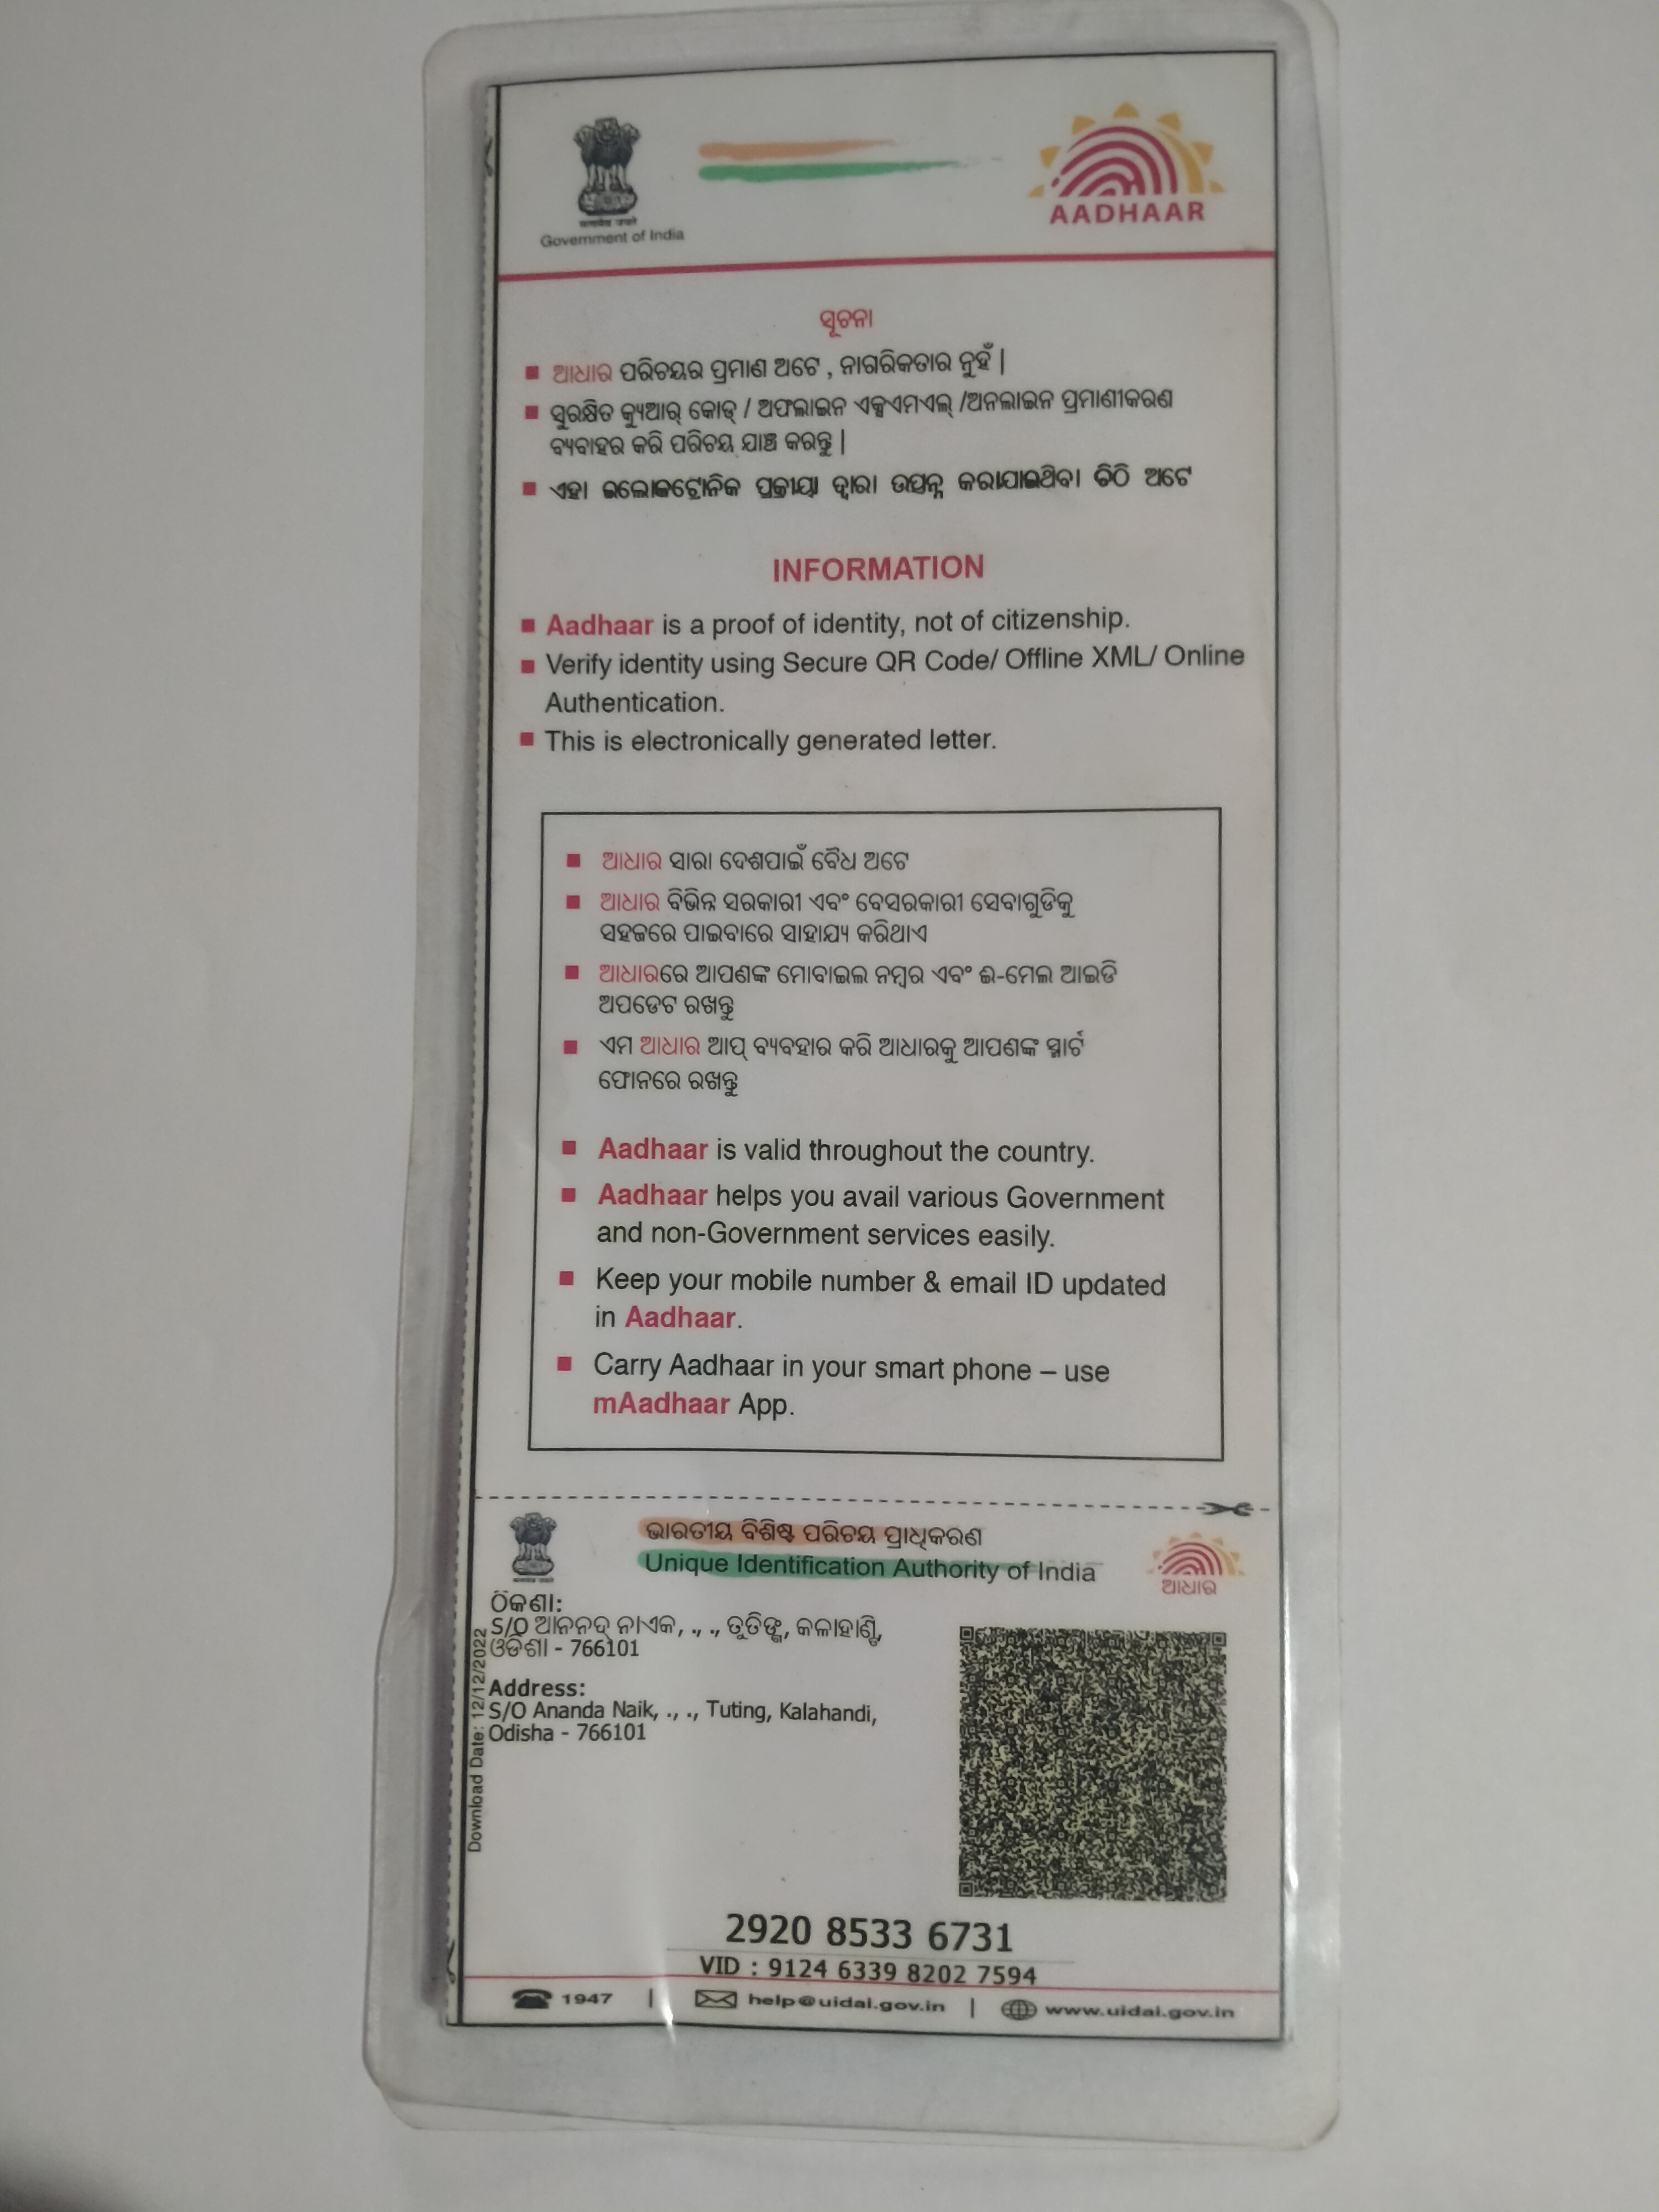 सत्यमेव जयते
Government of India
AADHAAR
ସୂଚନା
ଆଧାର ପରିଚୟର ପ୍ରମାଣ ଅଟେ , ନାଗରିକତାର ନୁହଁ |
ସୁରକ୍ଷିତ କ୍ୟୁଆର୍ କୋଡ୍ / ଅଫଲାଇନ ଏକ୍ସଏମଏଲ୍ /ଅନଲାଇନ ପ୍ରମାଣୀକରଣ
ବ୍ୟବାହର କରି ପରିଚୟ ଯାଞ୍ଚ କରନ୍ତୁ |
ଏହା ଇଲୋକଟ୍ରୋନିକ ପ୍ରକ୍ରୀୟା ଦ୍ୱାରା ଉତ୍ପନ୍ନ କରାଯାଇଥିବା ଚିଠି ଅଟେ
INFORMATION
Aadhaar is a proof of identity, not of citizenship.
Verify identity using Secure QR Code/ Offline XML/ Online
Authentication.
This is electronically generated letter.
ଆଧାର ସାରା ଦେଶପାଇଁ ବୈଧ ଅଟେ
ଆଧାର ବିଭିନ୍ନ ସରକାରୀ ଏବଂ ବେସରକାରୀ ସେବାଗୁଡିକୁ
ସହଜରେ ପାଇବାରେ ସାହାଯ୍ୟ କରିଥାଏ
ଆଧାରରେ ଆପଣଙ୍କ ମୋବାଇଲ ନମ୍ବର ଏବଂ ଈ-ମେଲ ଆଇଡି
ଅପଡେଟ ରଖନ୍ତୁ
ଏମ ଆଧାର ଆପ୍ ବ୍ୟବହାର କରି ଆଧାରକୁ ଆପଣଙ୍କ ସ୍ମାର୍ଟ
ଫୋନରେ ରଖନ୍ତୁ
Aadhaar is valid throughout the country.
Aadhaar helps you avail various Government
and non-Government services easily.
Keep your mobile number & email ID updated
in Aadhaar.
Carry Aadhaar in your smart phone – use
mAadhaar App.
ଭାରତୀୟ ବିଶିଷ୍ଟ ପରିଚୟ ପ୍ରାଧିକରଣ
Unique Identification Authority of India
ଆଧାର
ଠିକଣା:
S/O ଆନନଦ୍ ନାଏକ, ., ., ତୁତିଙ୍ଗ, କଳାହାଣ୍ଡି,
ଓଡିଶା - 766101
Address:
S/O Ananda Naik, ., ., Tuting, Kalahandi,
Odisha - 766101
Download Date: 12/12/2022
2920 8533 6731
VID : 9124 6339 8202 7594
1947 | help@uidai.gov.in | www.uidai.gov.in